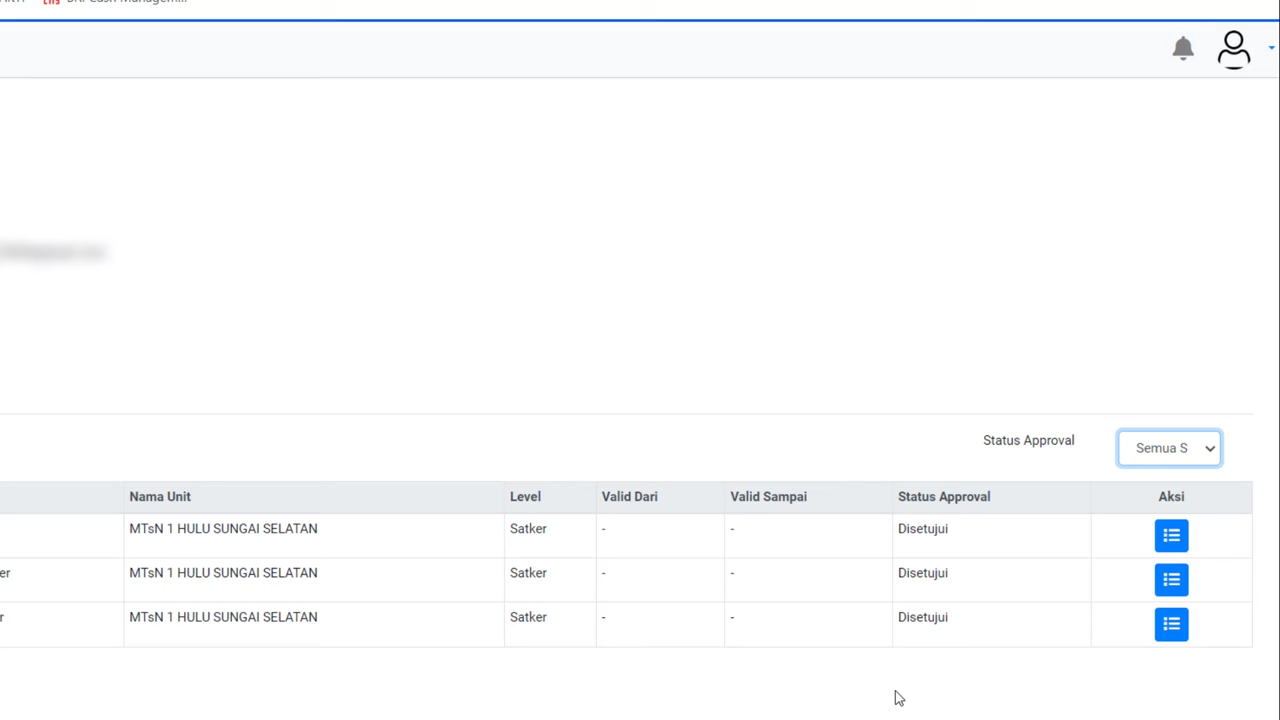 Status Approval
Semua S
Nama Unit Level Valid Dari Valid Sampai Status Approval Aksi
MTsN 1 HULU SUNGAI SELATAN Satker - - Disetujui
er MTsN 1 HULU SUNGAI SELATAN Satker - - Disetujui
r MTsN 1 HULU SUNGAI SELATAN Satker - - Disetujui